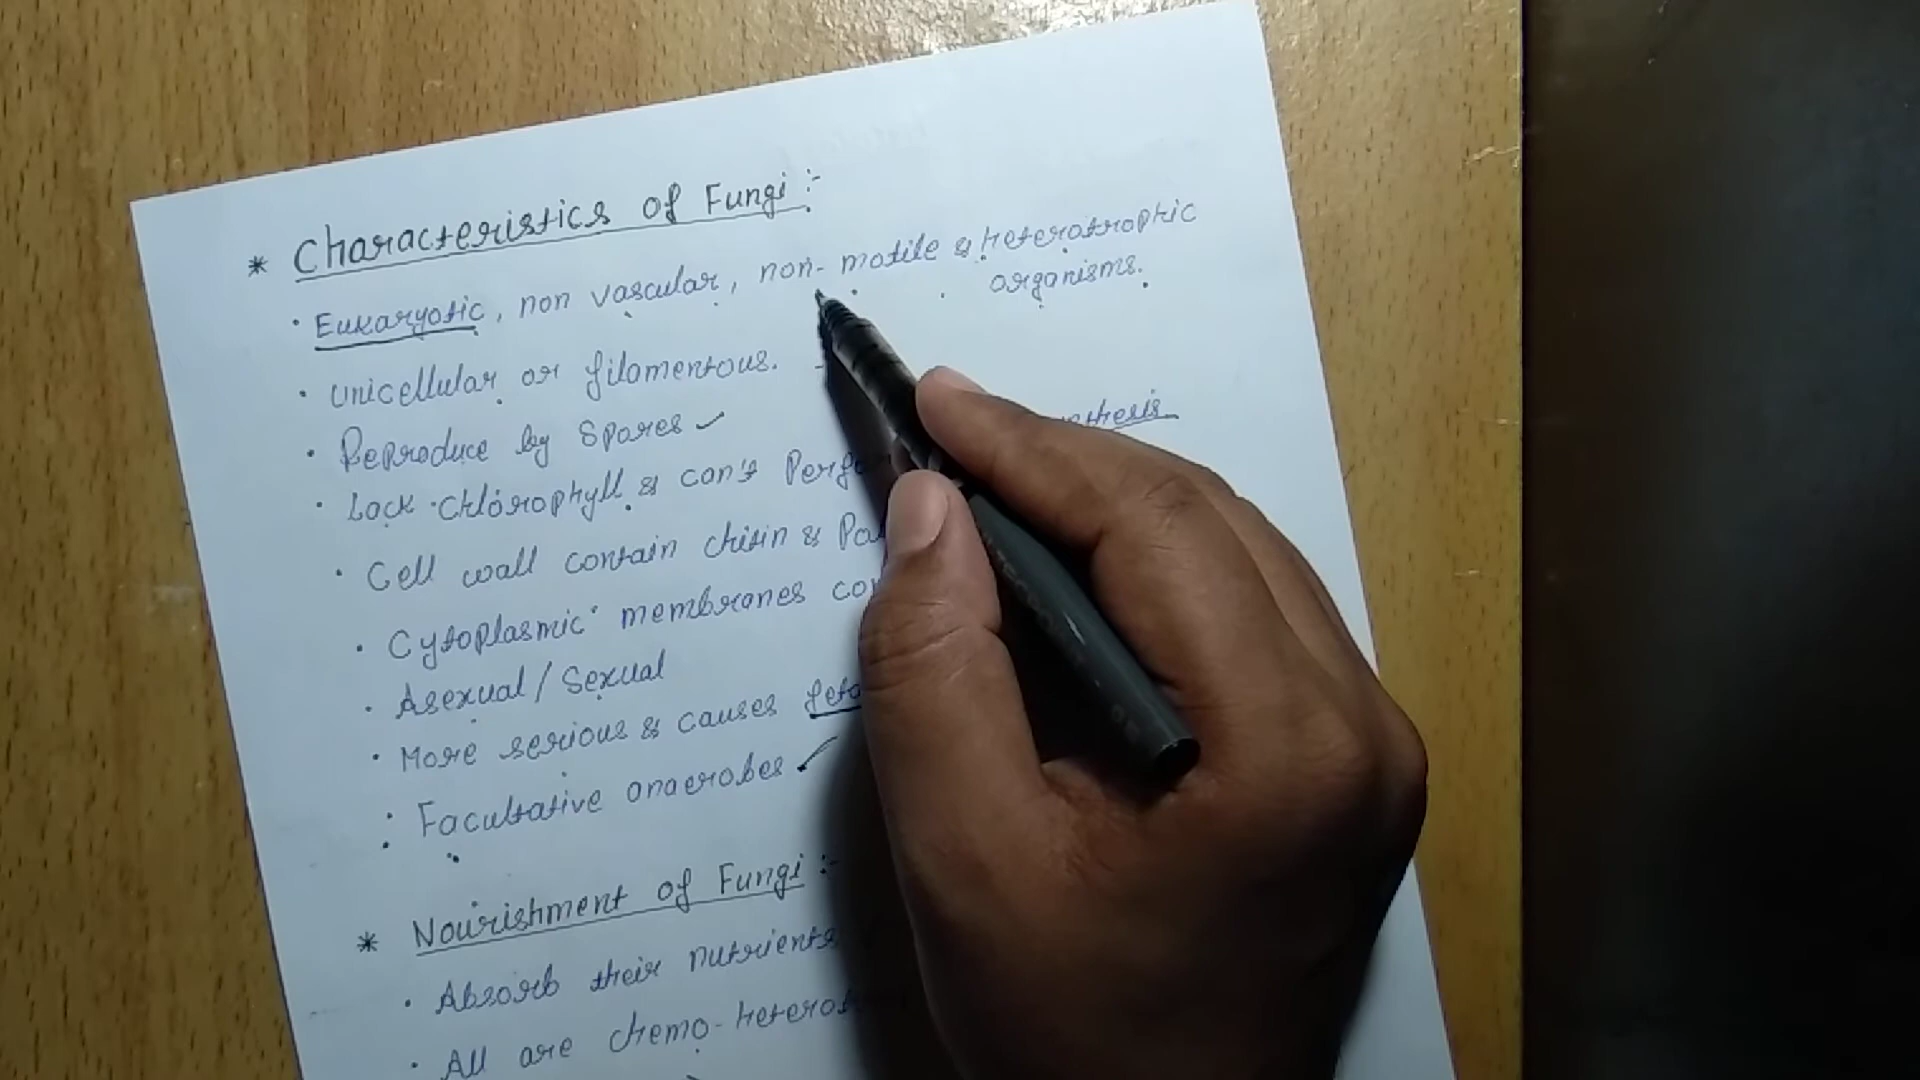 * Characteristics of Fungi :-
· Eukaryotic, non vascular, non-motile & heterotrophic
organisms.
· Unicellular or filamentous.
· Reproduce by Spores ✓
· Lack chlorophyll & can't
· Cell wall contain chitin &
· Cytoplasmic membranes
· Asexual / Sexual
· More serious & causes
· Facultative anaerobes ✓
* Nourishment of Fungi :-
· Absorb their nutrients
· All are chemo-